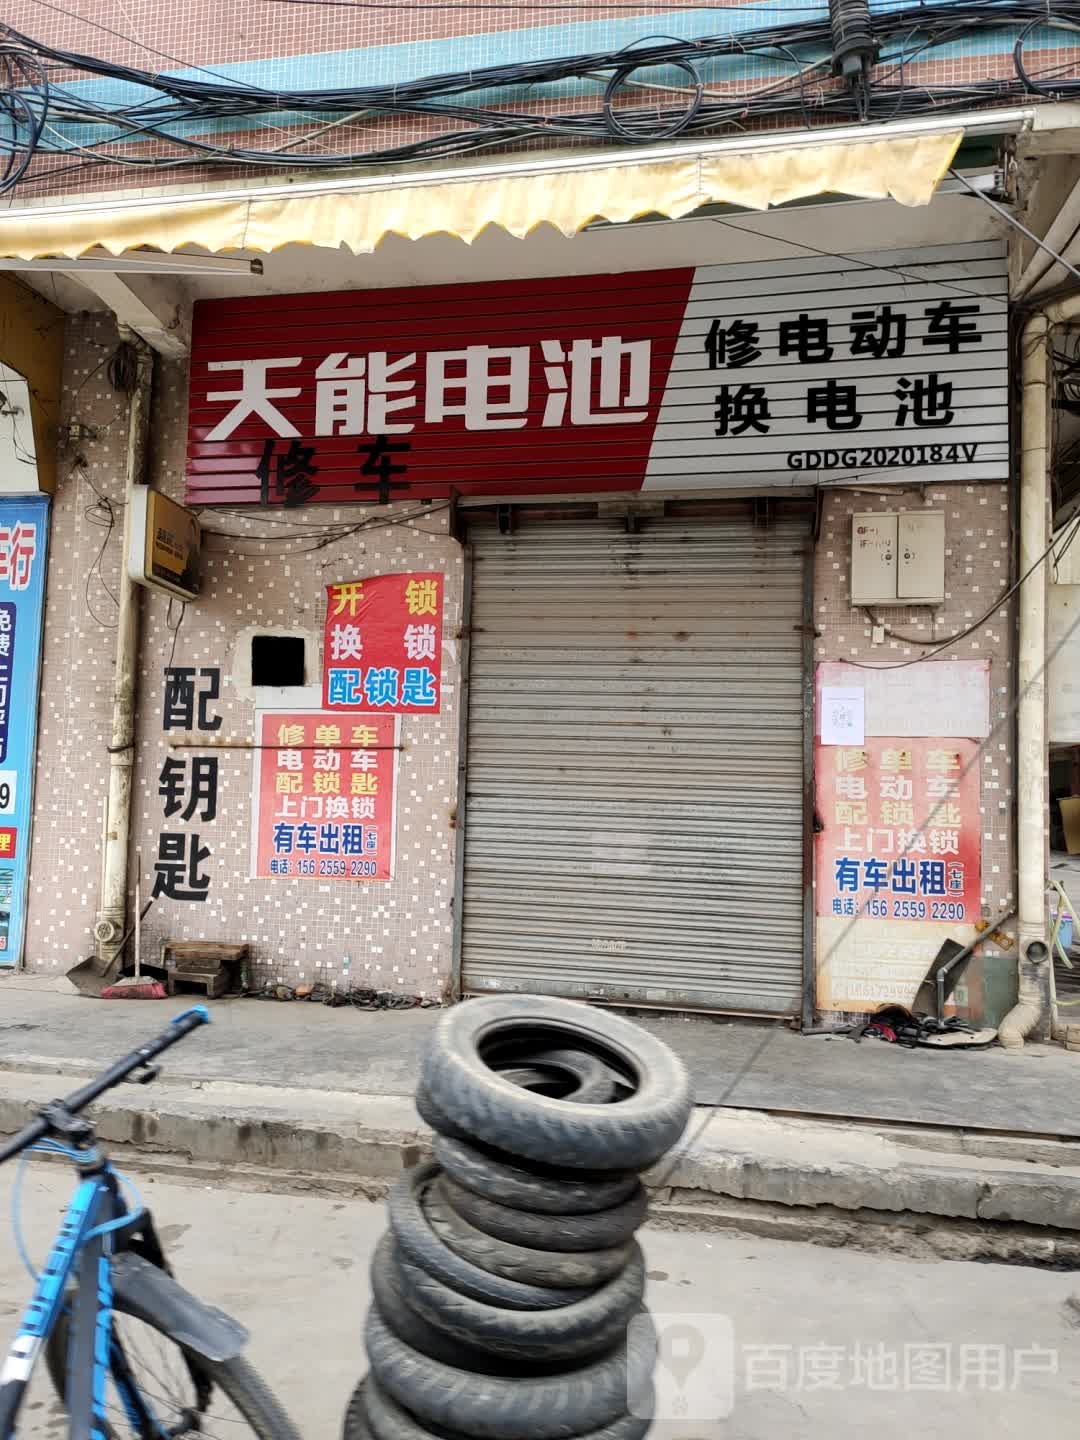 天能电池
修电动车
换电池
GDDG2020184V
修车
车行
开锁
换锁
配锁匙
配钥匙
修单车
电动车
配锁匙
上门换锁
有车出租(七座)
电话:156 2559 2290
修单车
电动车
配锁匙
上门换锁
有车出租(七座)
电话:156 2559 2290
百度地图用户